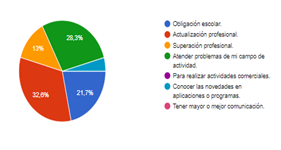 28,3%
13%
32,6%
21,7%
Obligación escolar.
Actualización profesional.
Superación profesional.
Atender problemas de mi campo de
actividad.
Para realizar actividades comerciales.
Conocer las novedades en
aplicaciones o programas.
Tener mayor o mejor comunicación.